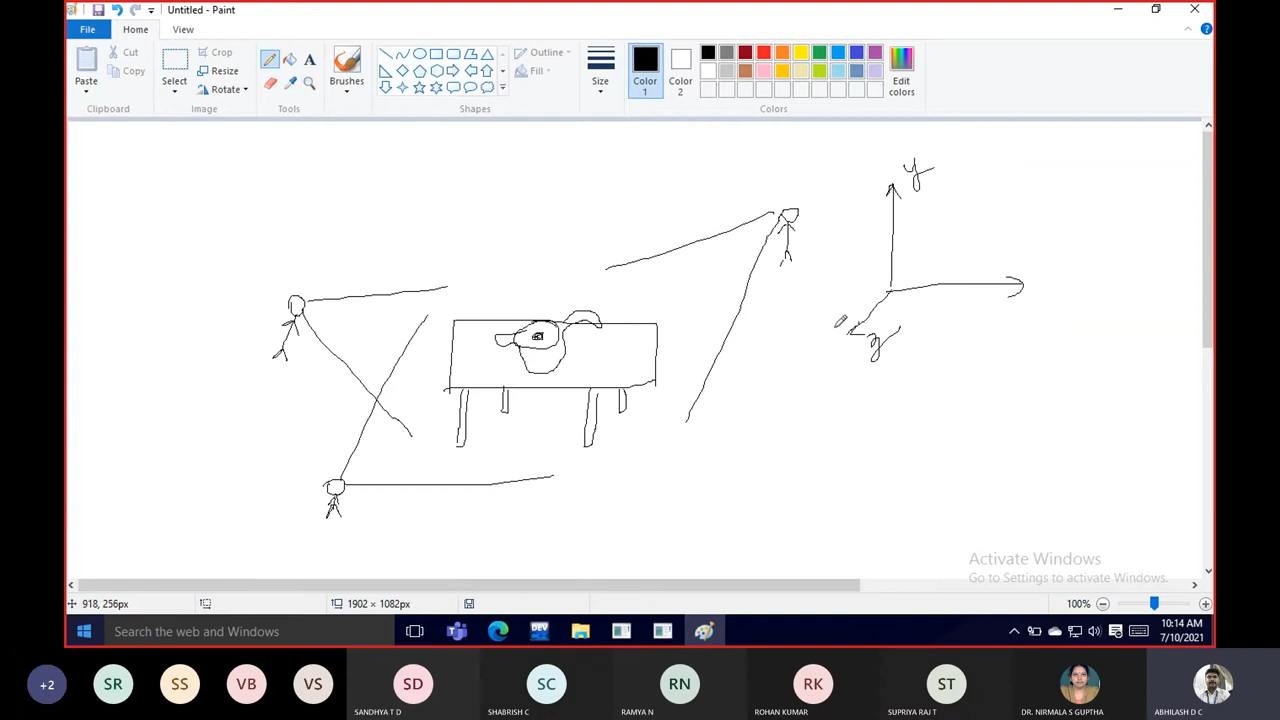 Untitled - Paint
File Home View
Paste
Cut
Copy
Clipboard
Select
Crop
Resize
Rotate
Image
A
Tools
Brushes
Outline
Fill
Shapes
Size
Color 1
Color 2
Edit colors
Colors
y
z
Activate Windows
Go to Settings to activate Windows.
918, 256px
1902 × 1082px
100%
Search the web and Windows
DEV
10:14 AM
7/10/2021
+2 SR SS VB VS SD SC RN RK ST
SANDHYA T D SHABRISH C RAMYA N ROHAN KUMAR SUPRIYA RAJ T DR. NIRMALA S GUPTHA ABHILASH D C